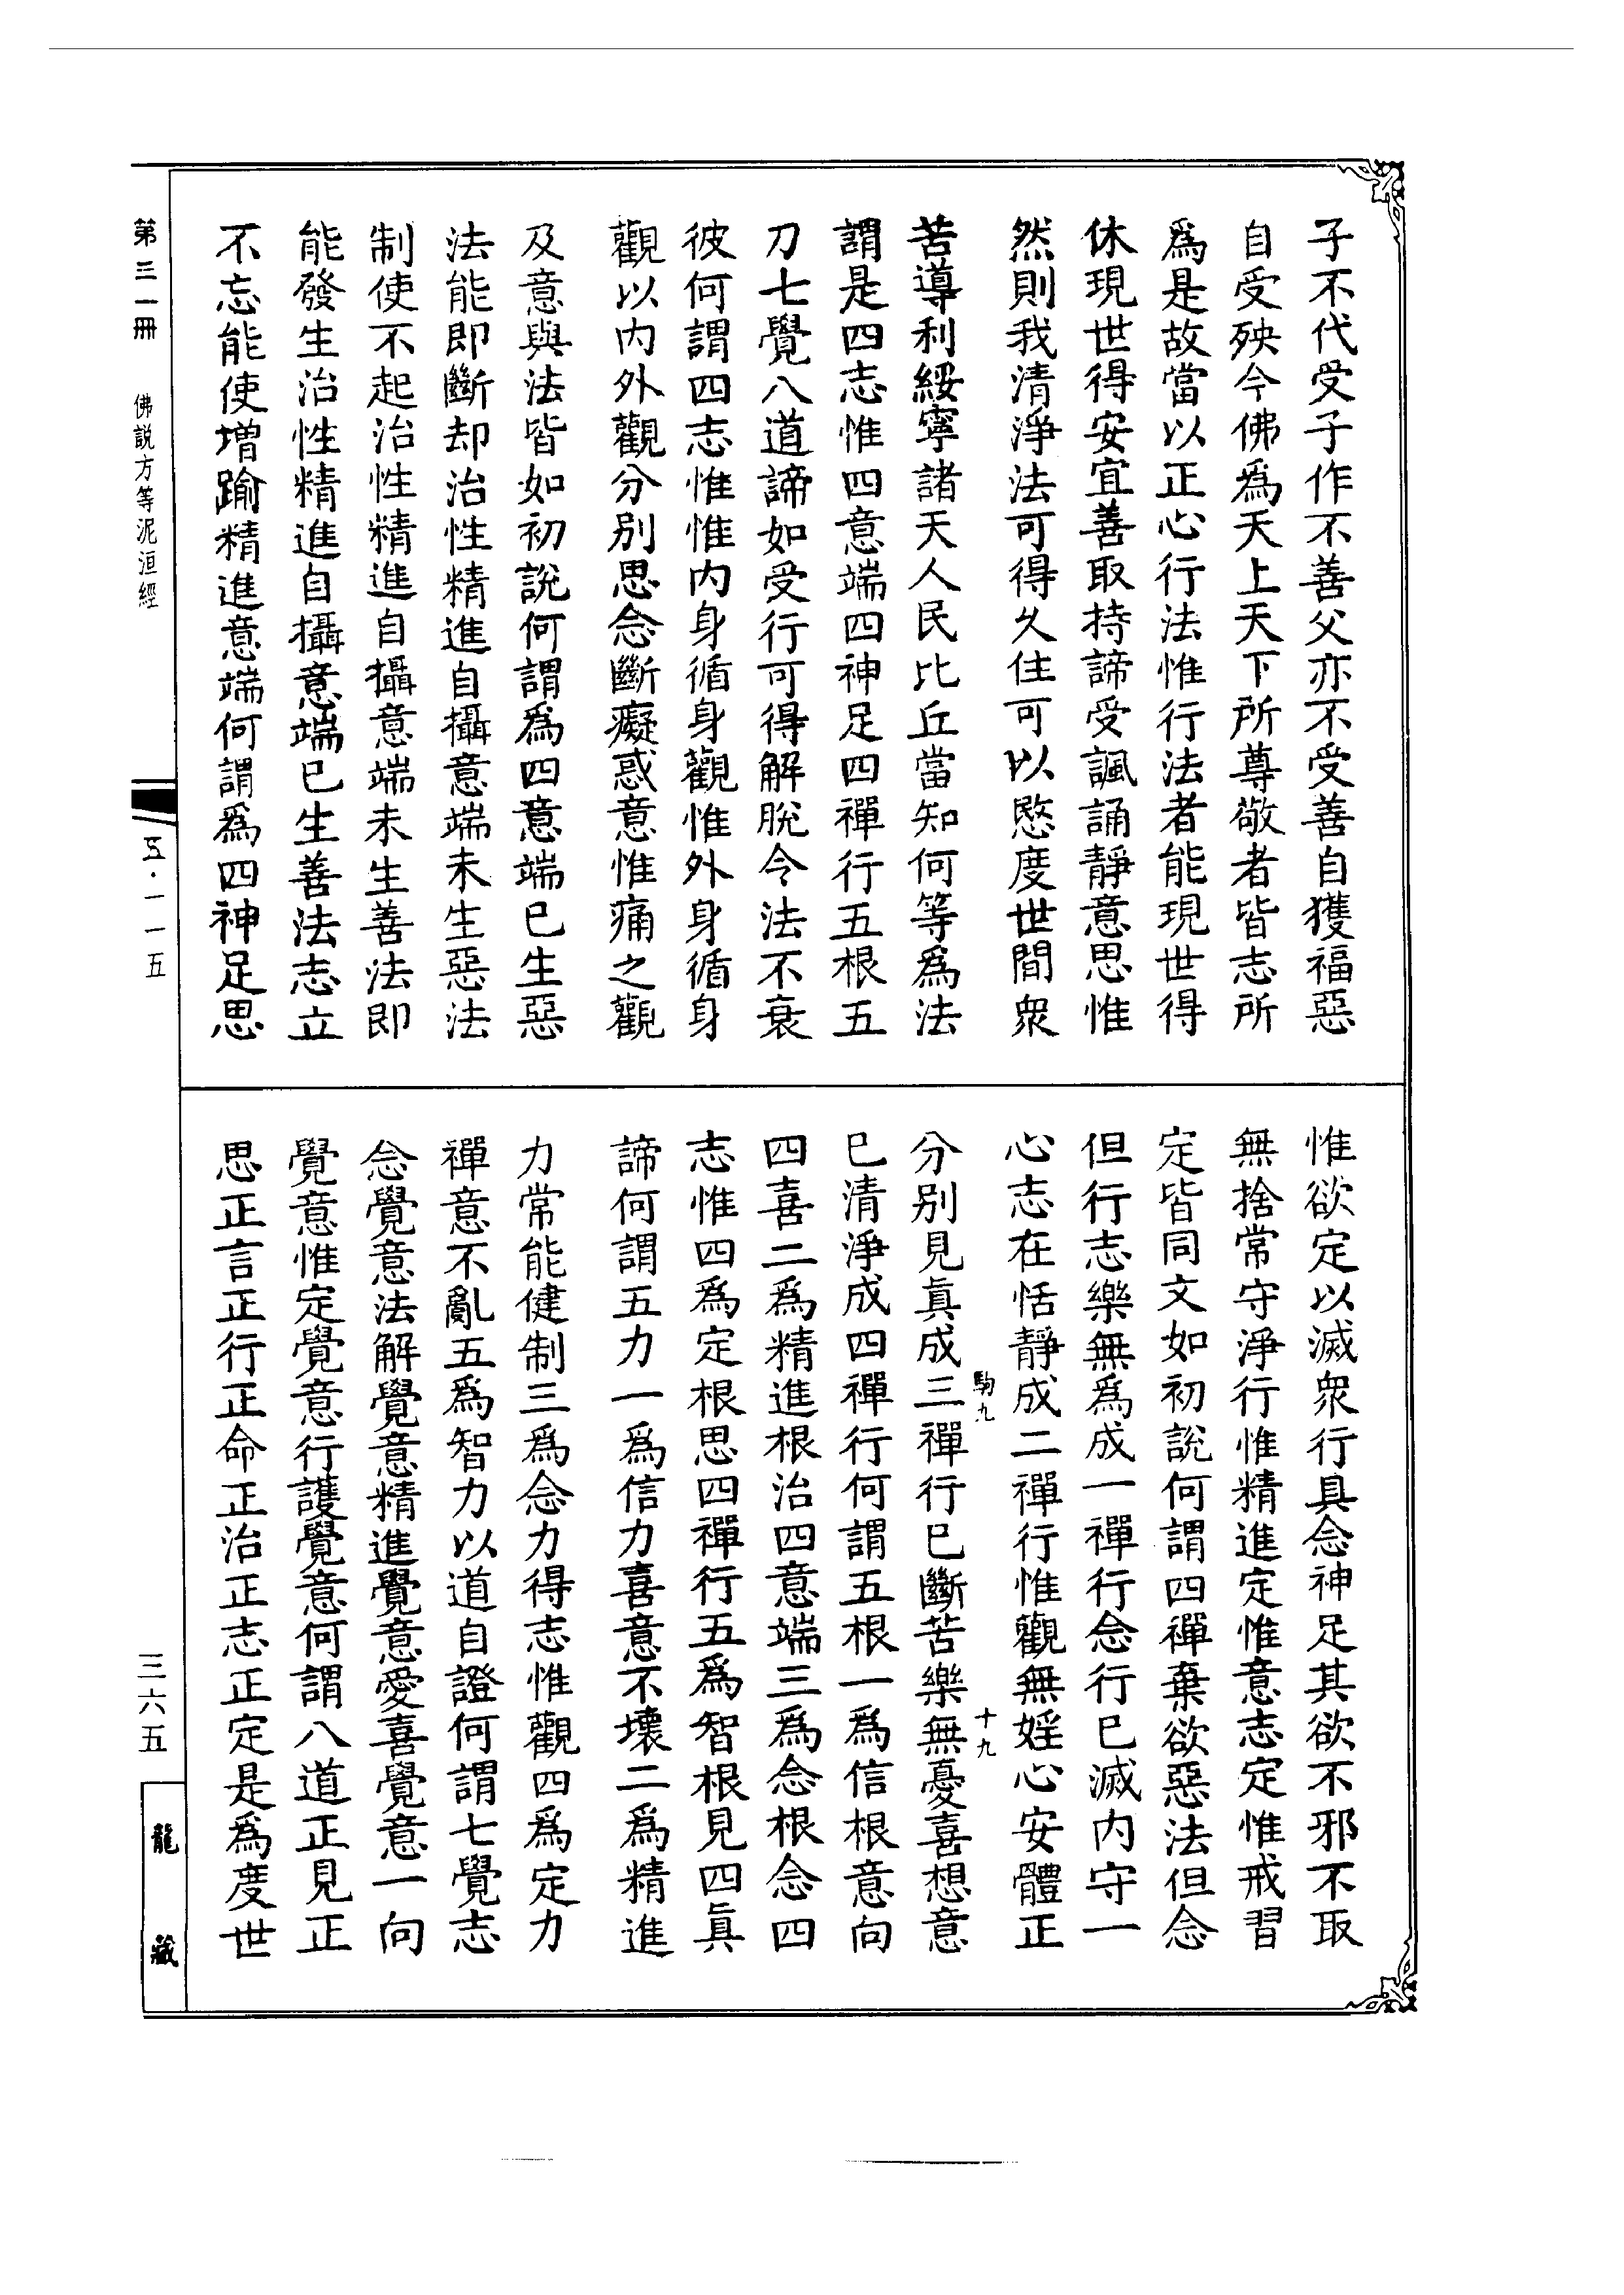 子不代受子作不善父亦不受善自獲福惡
自受殃今佛爲天上天下所尊敬者皆志所
爲是故當以正心行法惟行法者能現世得
休現世得安宜善取持諦受諷誦靜意思惟
然則我清淨法可得久住可以愍度世間衆
苦導利綏寧諸天人民比丘當知何等爲法
謂是四志惟四意端四神足四禪行五根五
刀七覺八道諦如受行可得解脫令法不衰
彼何謂四志惟惟内身循身觀惟外身循身
觀以内外觀分別思念斷癡惑意惟痛之觀
及意與法皆如初說何謂爲四意端已生惡
法能即斷却治性精進自攝意端未生惡法
制使不起治性精進自攝意端未生善法即
能發生治性精進自攝意端已生善法志立
不忘能使增踰精進意端何謂爲四神足思
惟欲定以滅衆行具念神足其欲不邪不取
無捨常守淨行惟精進定惟意志定惟戒習
定皆同文如初說何謂四禪棄欲惡法但念
但行志樂無爲成一禪行念行已滅内守一
心志在恬靜成二禪行惟觀無婬心安體正
駒九
十九
分別見眞成三禪行已斷苦樂無憂喜想意
已清淨成四禪行何謂五根一爲信根意向
四喜二爲精進根治四意端三爲念根念四
志惟四爲定根思四禪行五爲智根見四眞
諦何謂五力一爲信力喜意不壞二爲精進
力常能健制三爲念力得志惟觀四爲定力
禪意不亂五爲智力以道自證何謂七覺志
念覺意法解覺意精進覺意愛喜覺意一向
覺意惟定覺意行護覺意何謂八道正見正
思正言正行正命正治正志正定是爲度世
第三一冊
佛説方等泥洹經
五·一一五
三六五
龍藏